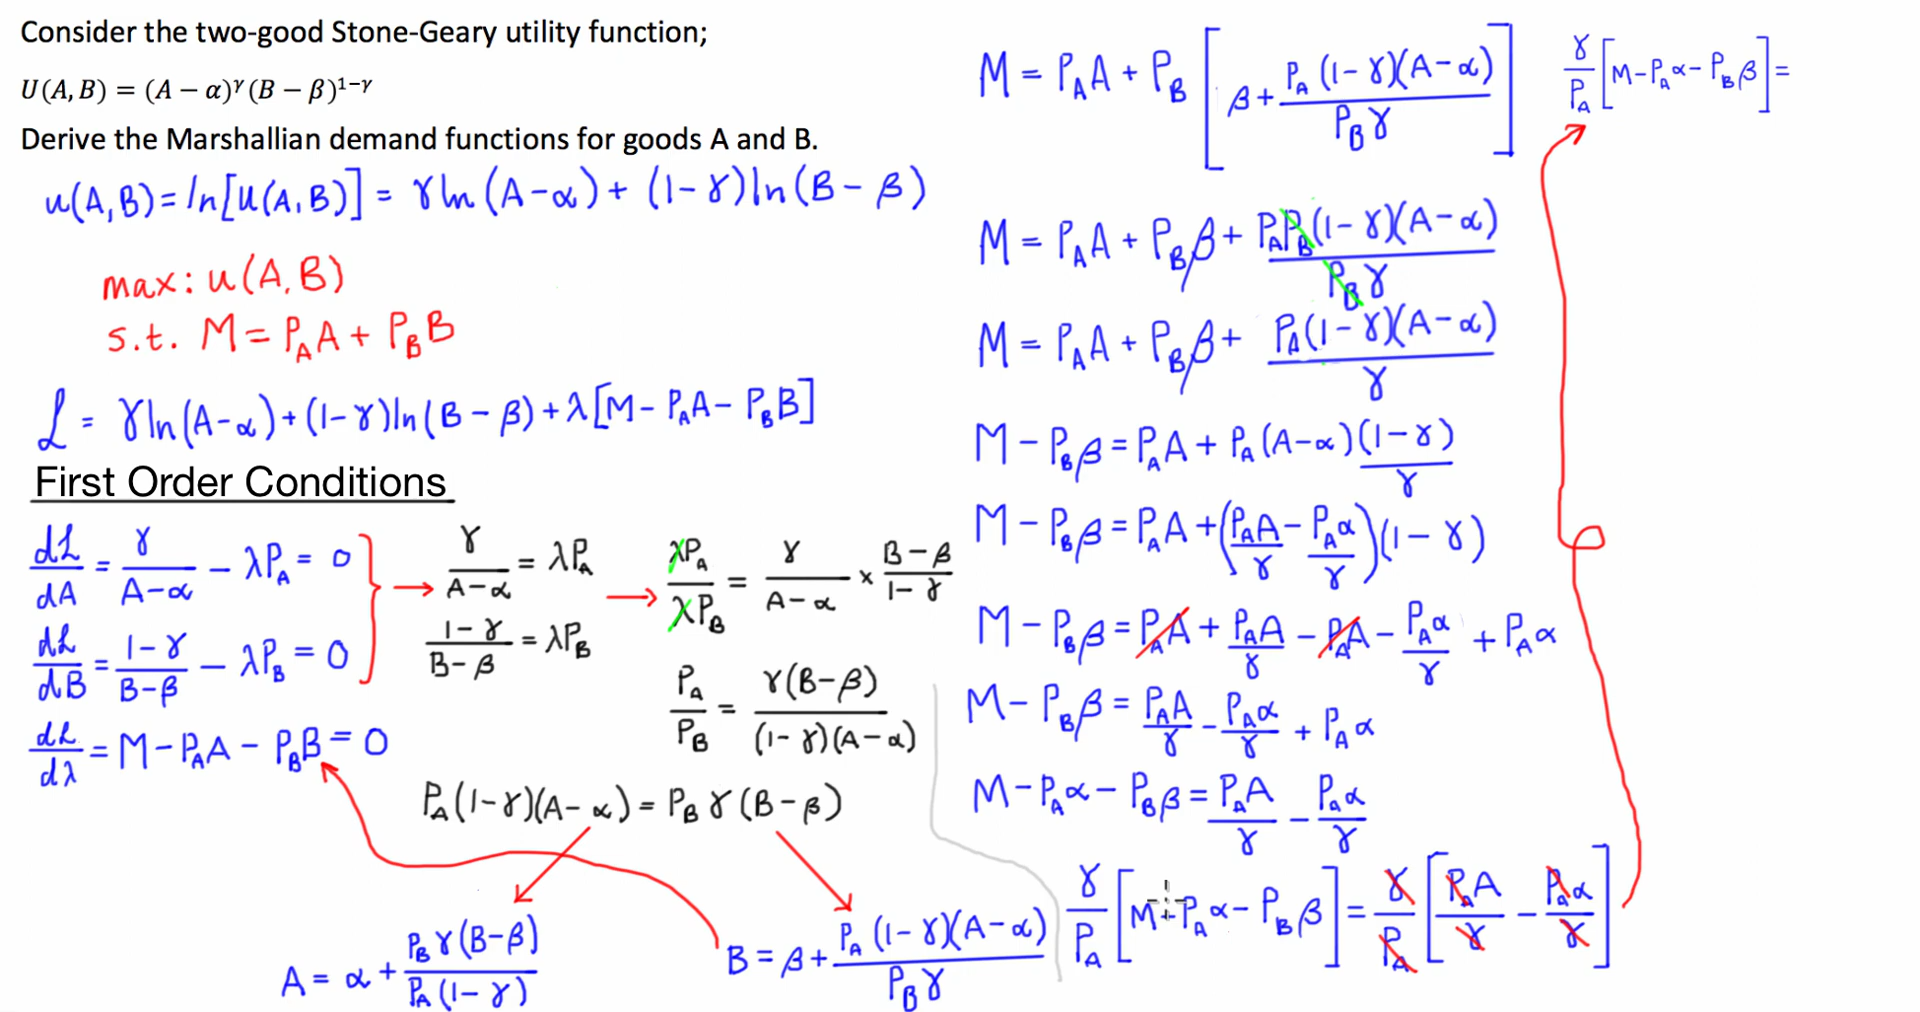 Consider the two-good Stone-Geary utility function;
U(A, B) = (A − α)^γ (B − β)^{1−γ}
Derive the Marshallian demand functions for goods A and B.
u(A,B) = ln[U(A,B)] = γ ln(A−α) + (1−γ) ln(B−β)
max: u(A,B)
s.t. M = P_A A + P_B B
ℒ = γ ln(A−α) + (1−γ) ln(B−β) + λ[M − P_A A − P_B B]
First Order Conditions
dℒ/dA = γ/(A−α) − λP_A = 0
dℒ/dB = (1−γ)/(B−β) − λP_B = 0
dℒ/dλ = M − P_A A − P_B B = 0
γ/(A−α) = λP_A
(1−γ)/(B−β) = λP_B
λP_A/λP_B = γ/(A−α) × (B−β)/(1−γ)
P_A/P_B = γ(B−β)/((1−γ)(A−α))
P_A(1−γ)(A−α) = P_B γ(B−β)
A = α + P_B γ(B−β)/(P_A(1−γ))
B = β + P_A(1−γ)(A−α)/(P_B γ)
M = P_A A + P_B [β + P_A(1−γ)(A−α)/(P_B γ)]
M = P_A A + P_B β + P_A P_B(1−γ)(A−α)/(P_B γ)
M = P_A A + P_B β + P_A(1−γ)(A−α)/γ
M − P_B β = P_A A + P_A(A−α)(1−γ)/γ
M − P_B β = P_A A + (P_A A/γ − P_A α/γ)(1−γ)
M − P_B β = P_A A + P_A A/γ − P_A A − P_A α/γ + P_A α
M − P_B β = P_A A/γ − P_A α/γ + P_A α
M − P_A α − P_B β = P_A A/γ − P_A α/γ
γ/P_A [M − P_A α − P_B β] = γ/P_A [P_A A/γ − P_A α/γ]
γ/P_A [M − P_A α − P_B β] =